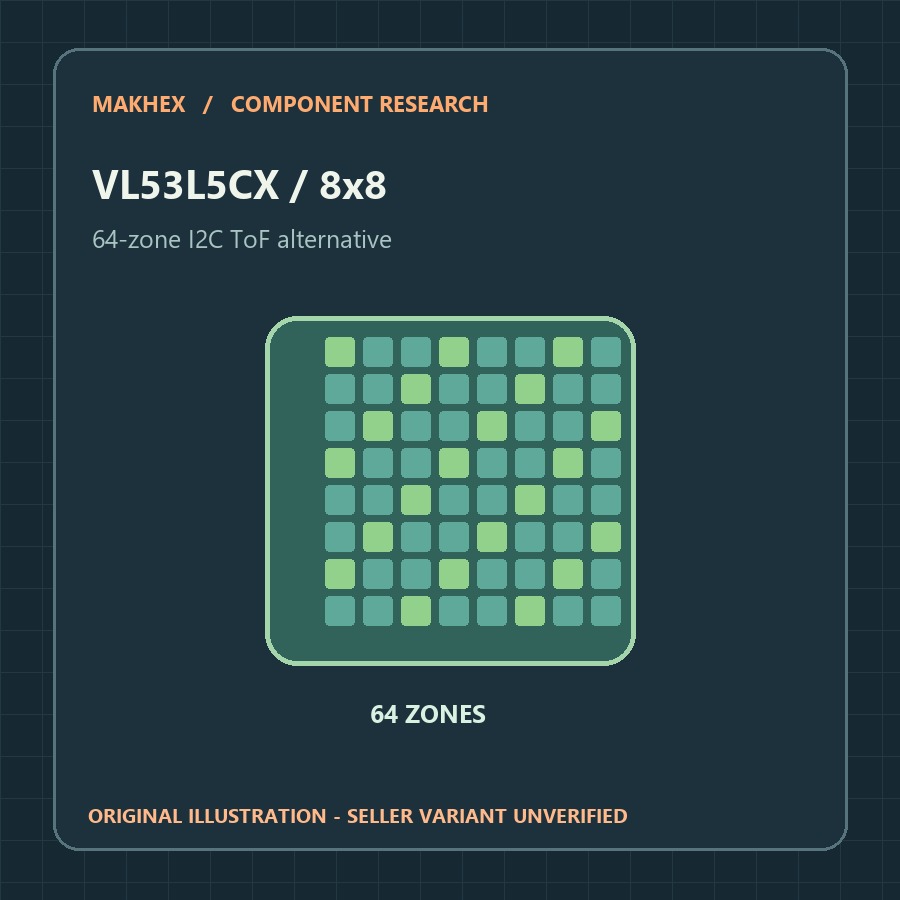 MAKHEX / COMPONENT RESEARCH
VL53L5CX / 8x8
64-zone I2C ToF alternative
64 ZONES
ORIGINAL ILLUSTRATION - SELLER VARIANT UNVERIFIED